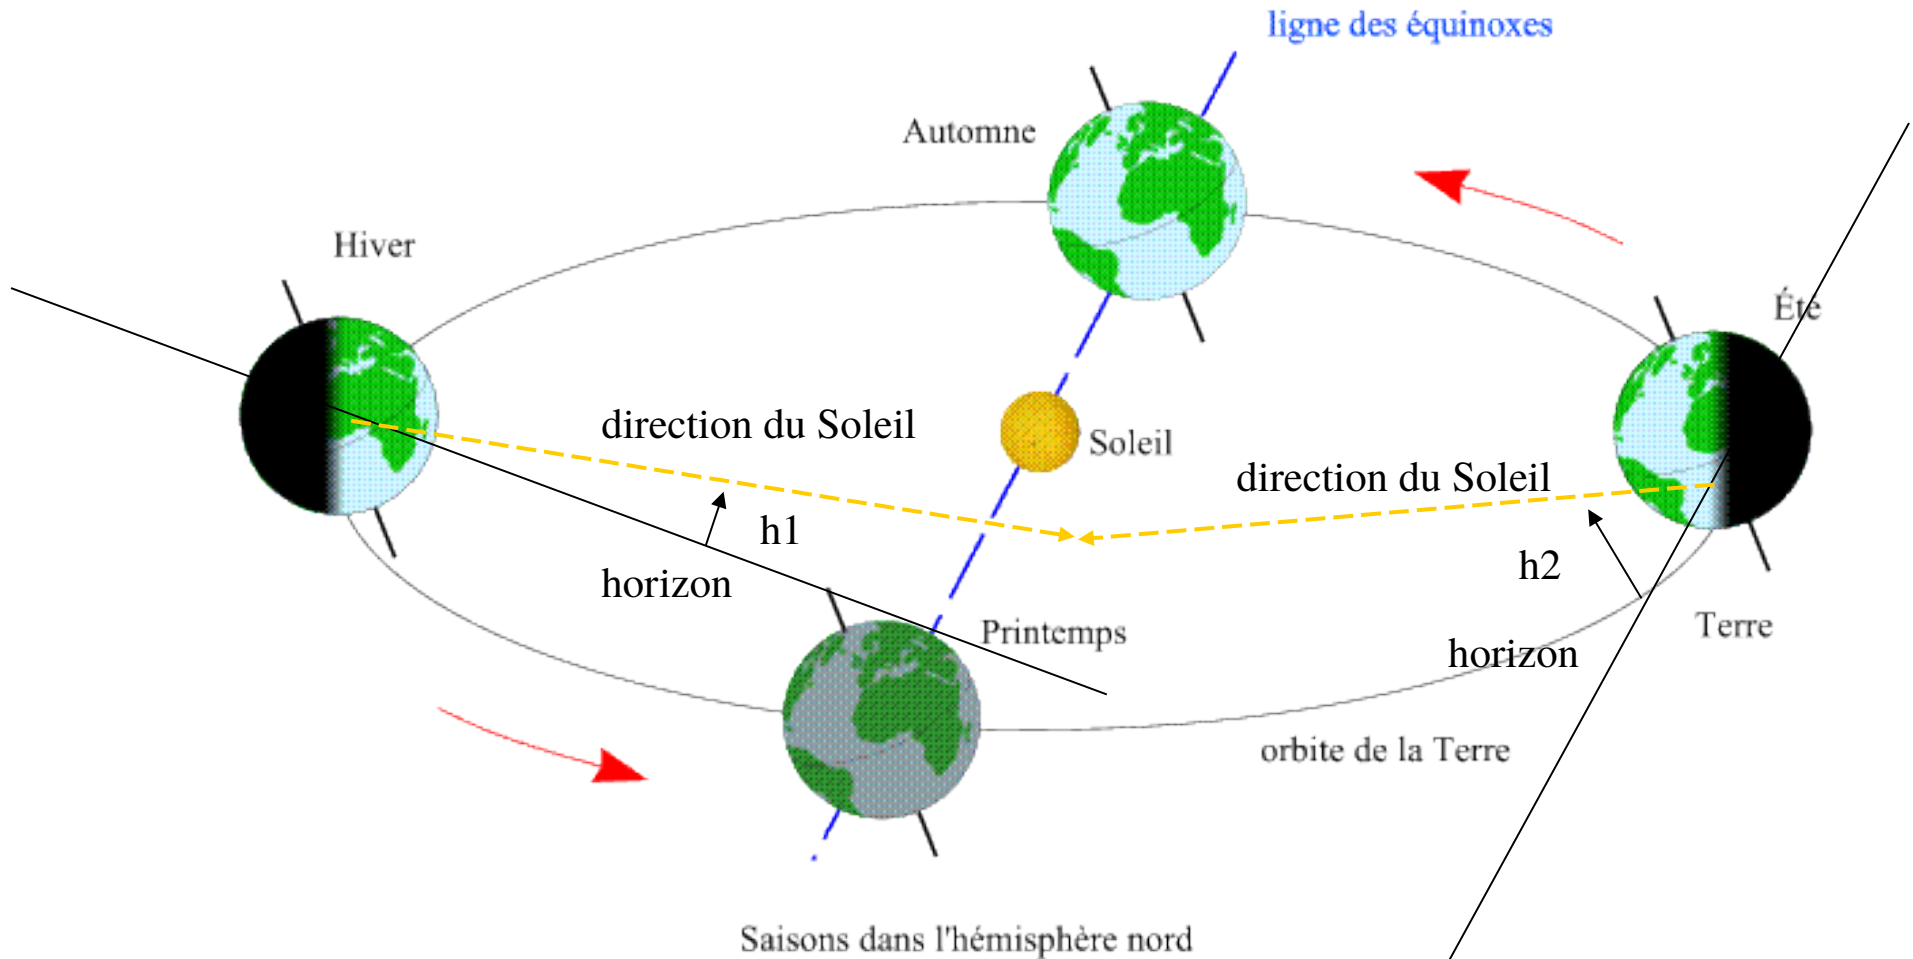 ligne des équinoxes
Automne
Hiver
Été
direction du Soleil
Soleil
direction du Soleil
h1
h2
horizon
Printemps
Terre
horizon
orbite de la Terre
Saisons dans l'hémisphère nord